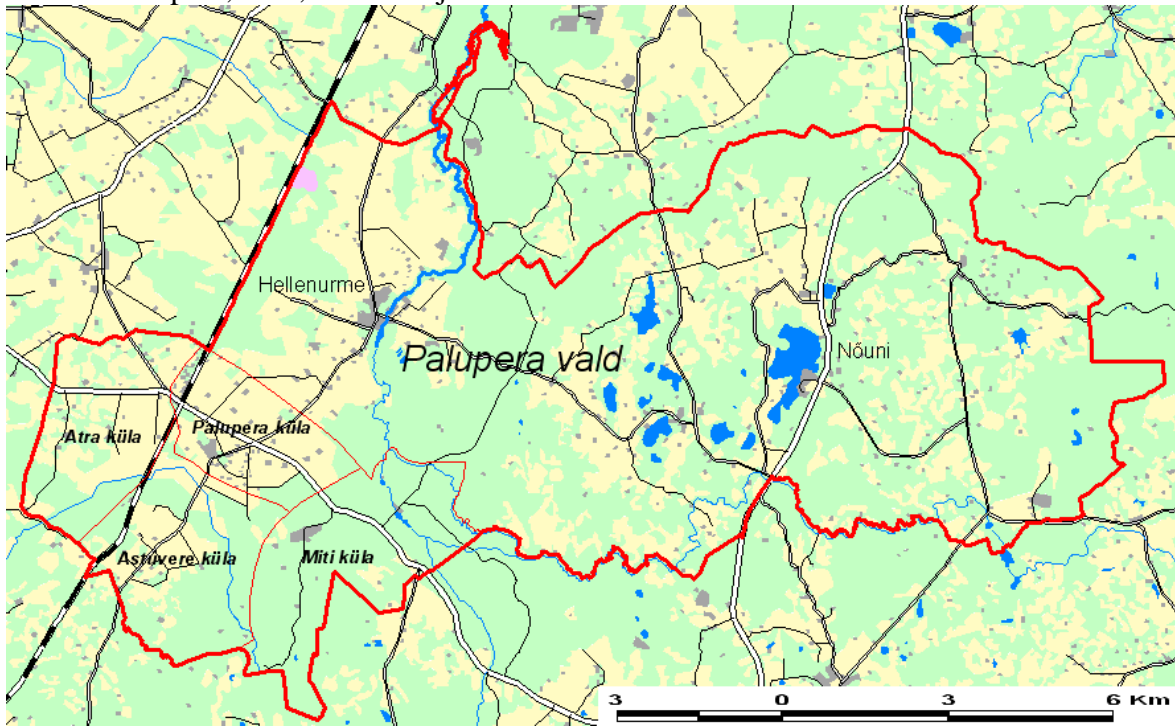 Hellenurme
Palupera vald
Nõuni
Atra küla
Palupera küla
Astuvere küla
Miti küla
3 0 3 6 Km